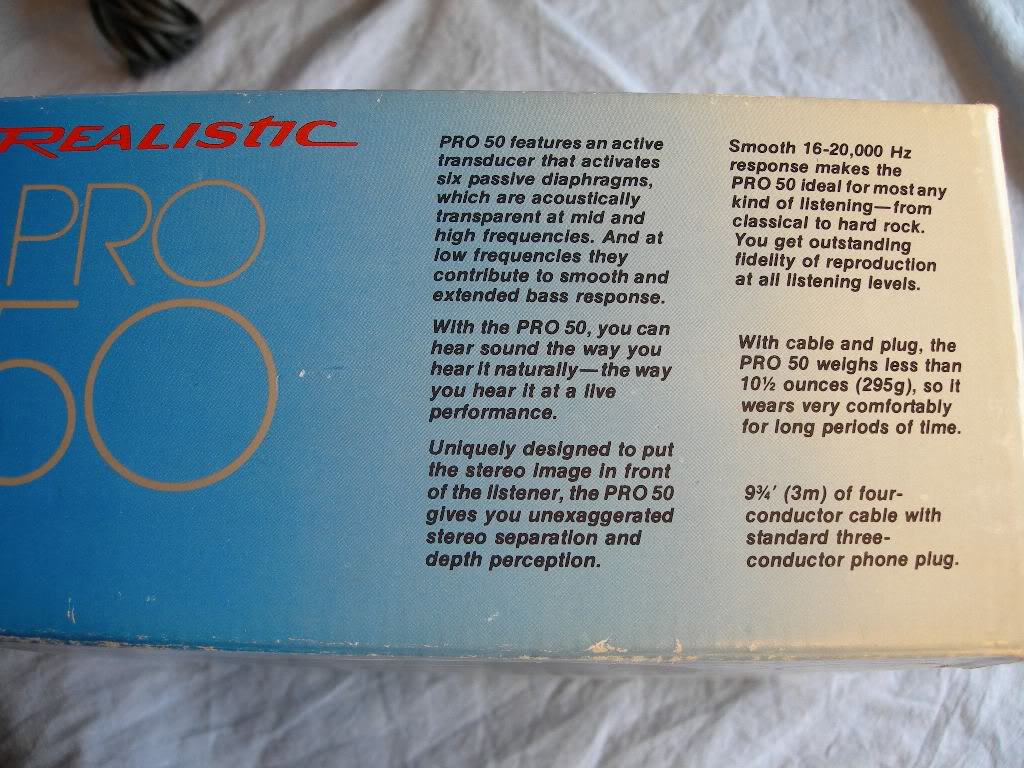 REALISTIC
PRO
50
PRO 50 features an active
transducer that activates
six passive diaphragms,
which are acoustically
transparent at mid and
high frequencies. And at
low frequencies they
contribute to smooth and
extended bass response.
With the PRO 50, you can
hear sound the way you
hear it naturally—the way
you hear it at a live
performance.
Uniquely designed to put
the stereo image in front
of the listener, the PRO 50
gives you unexaggerated
stereo separation and
depth perception.
Smooth 16-20,000 Hz
response makes the
PRO 50 ideal for most any
kind of listening—from
classical to hard rock.
You get outstanding
fidelity of reproduction
at all listening levels.
With cable and plug, the
PRO 50 weighs less than
10½ ounces (295g), so it
wears very comfortably
for long periods of time.
9¾' (3m) of four-
conductor cable with
standard three-
conductor phone plug.